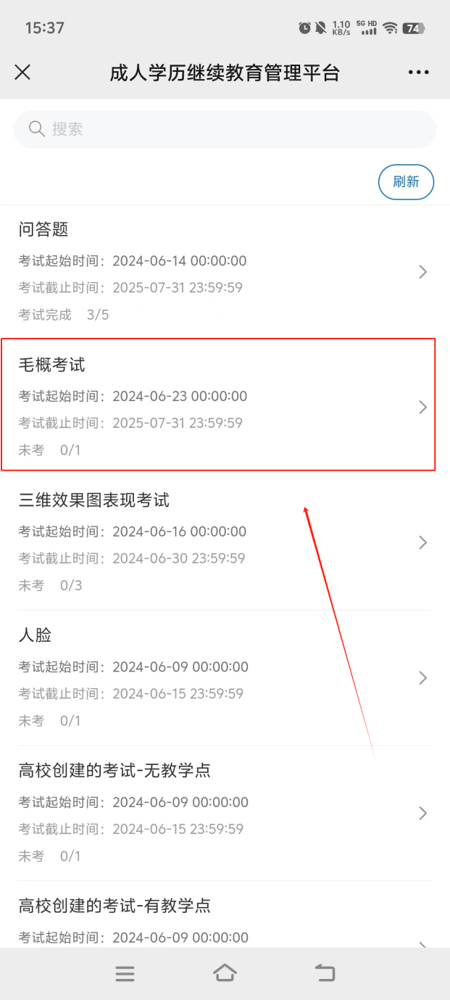 15:37
1.10 KB/s 5G HD 74
成人学历继续教育管理平台
搜索
刷新
问答题
考试起始时间：2024-06-14 00:00:00
考试截止时间：2025-07-31 23:59:59
考试完成 3/5
毛概考试
考试起始时间：2024-06-23 00:00:00
考试截止时间：2025-07-31 23:59:59
未考 0/1
三维效果图表现考试
考试起始时间：2024-06-16 00:00:00
考试截止时间：2024-06-30 23:59:59
未考 0/3
人脸
考试起始时间：2024-06-09 00:00:00
考试截止时间：2024-06-15 23:59:59
未考 0/1
高校创建的考试-无教学点
考试起始时间：2024-06-09 00:00:00
考试截止时间：2024-06-15 23:59:59
未考 0/1
高校创建的考试-有教学点
考试起始时间：2024-06-09 00:00:00